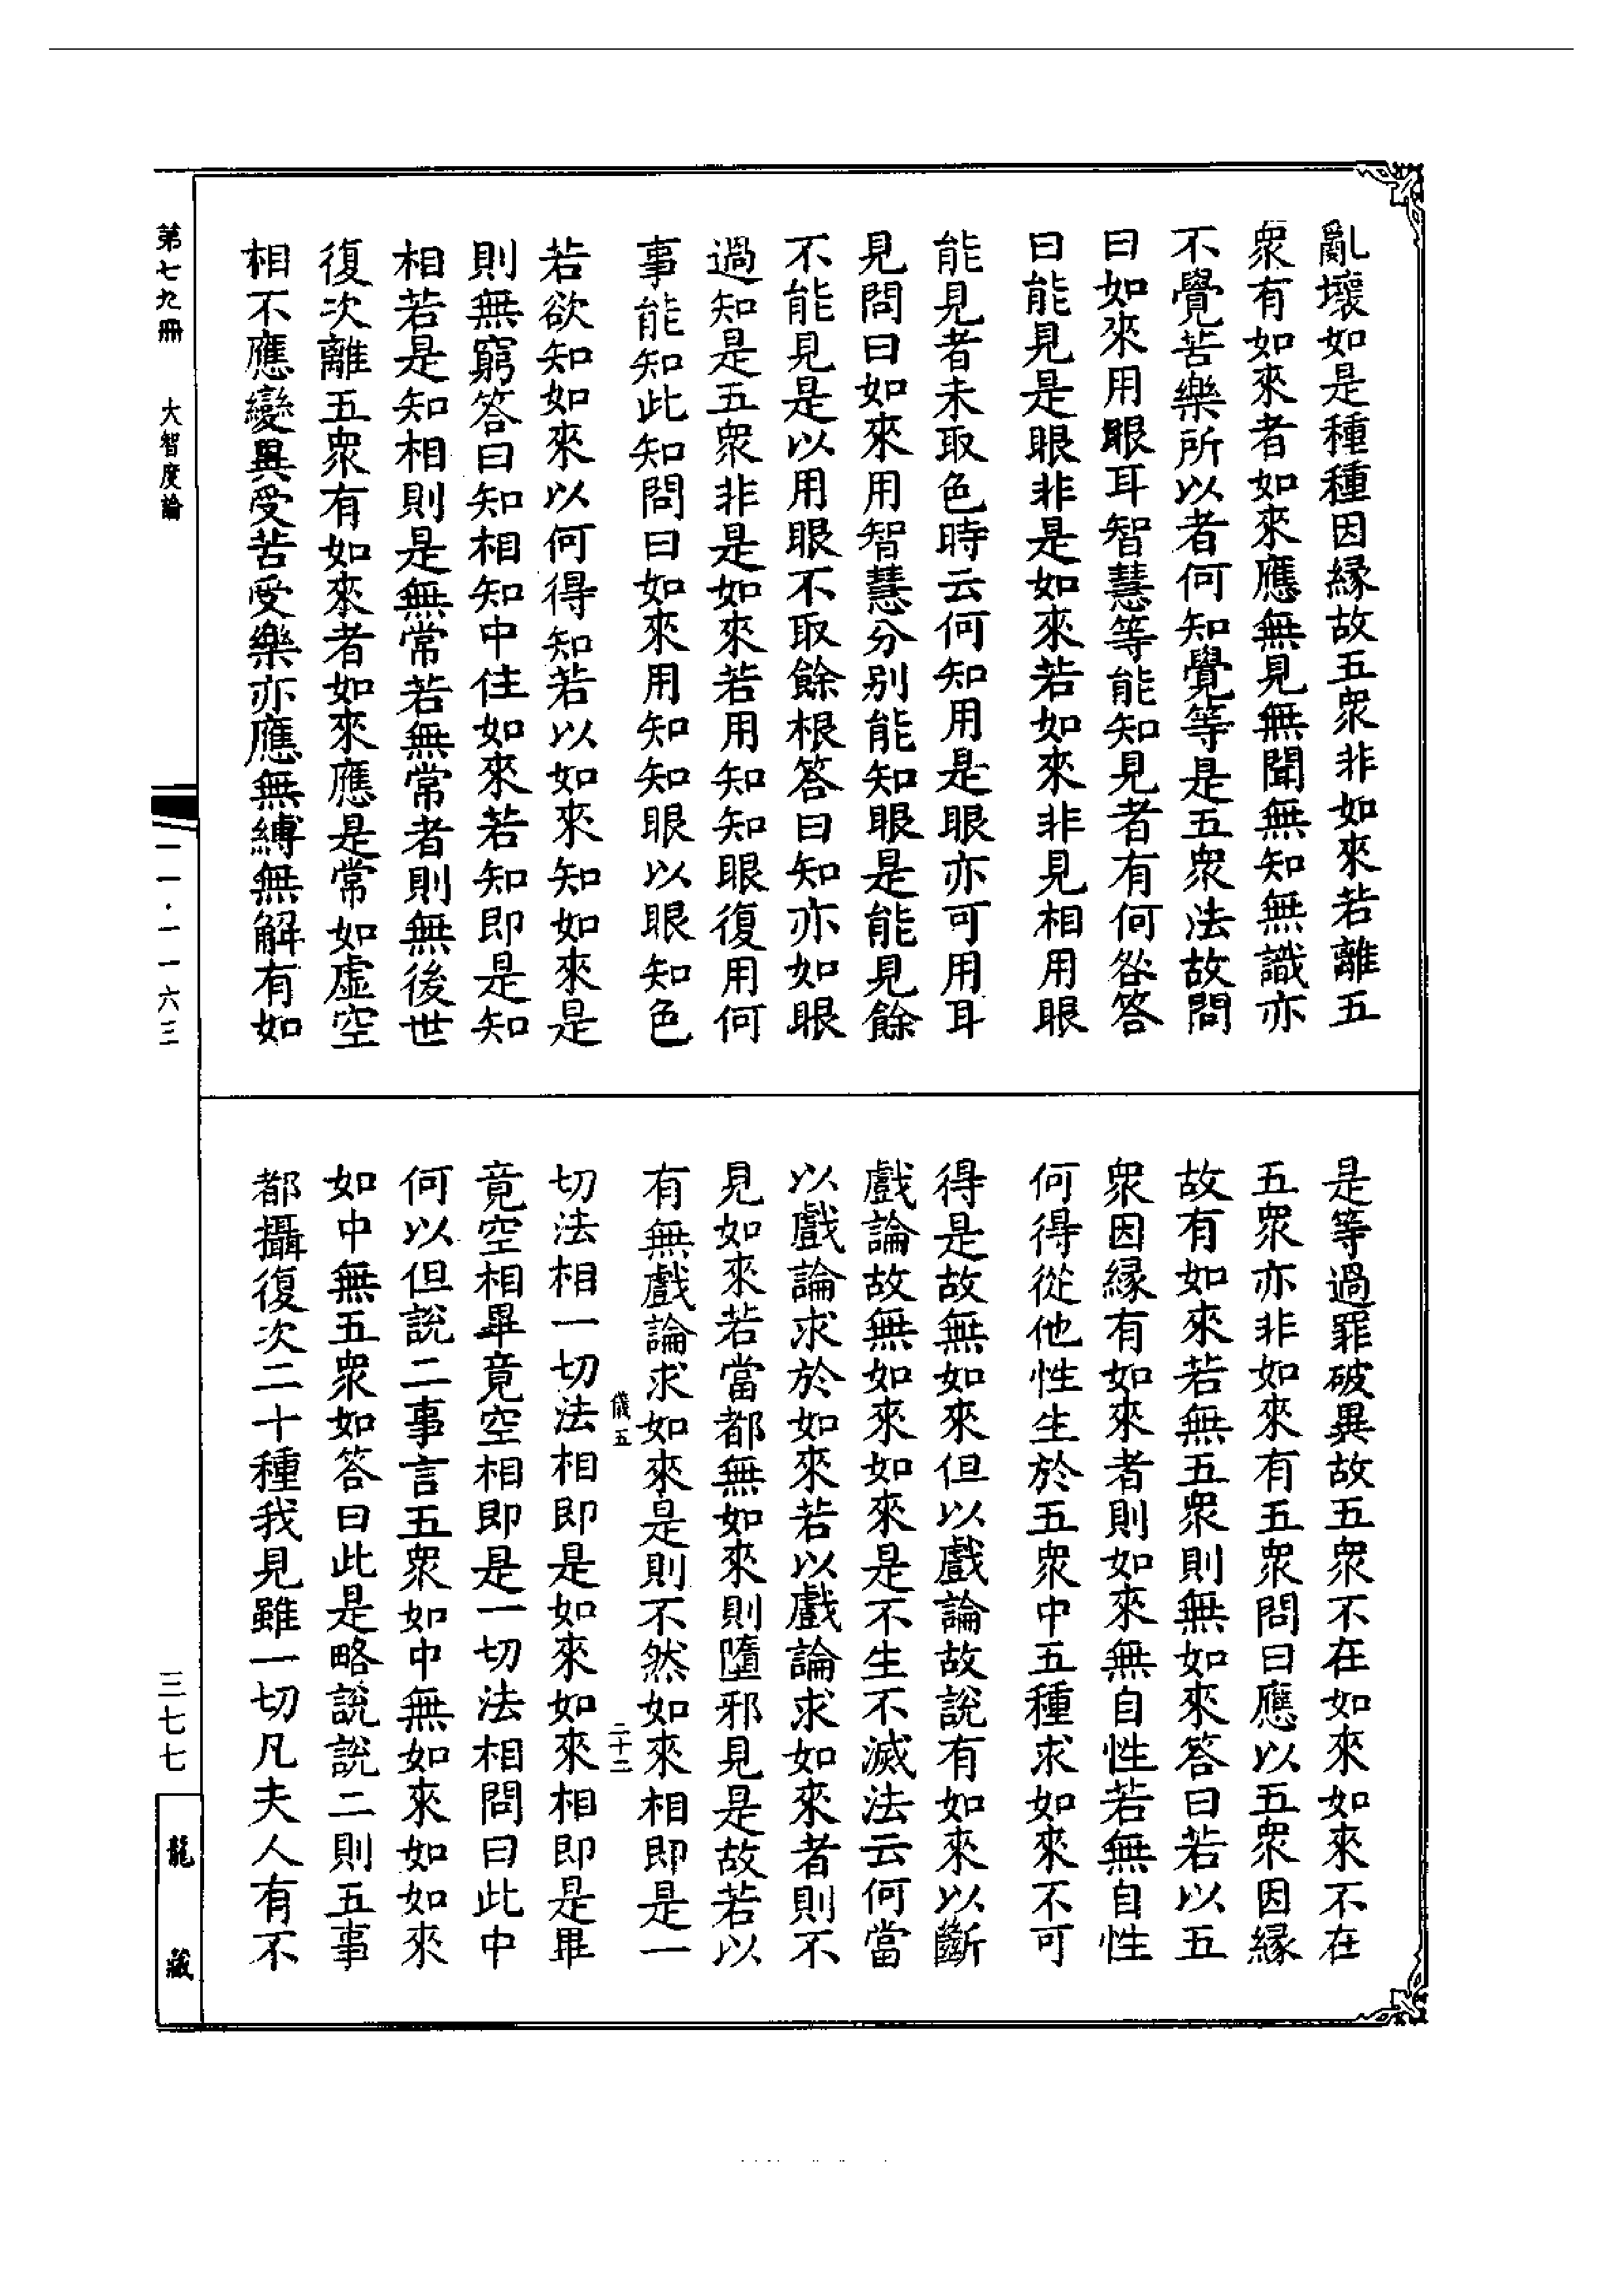 亂壞如是種種因緣故五衆非如來若離五
衆有如來者如來應無見無聞無知無識亦
不覺苦樂所以者何知覺等是五衆法故問
曰如來用眼耳智慧等能知見者有何咎答
曰能見是眼非是如來若如來非見相用眼
能見者未取色時云何知用是眼亦可用耳
見問曰如來用智慧分别能知眼是能見餘
不能見是以用眼不取餘根答曰知亦如眼
過知是五衆非是如來若用知知眼復用何
事能知此知問曰如來用知知眼以眼知色
若欲知如來以何得知若以如來知如來是
則無窮答曰知相知中住如來若知即是知
相若是知相則是無常若無常者則無後世
復次離五衆有如來者如來應是常如虛空
相不應變異受苦受樂亦應無縛無解有如
是等過罪破異故五衆不在如來如來不在
五衆亦非如來有五衆問曰應以五衆因緣
故有如來若無五衆則無如來答曰若以五
衆因緣有如來者則如來無自性若無自性
何得從他性生於五衆中五種求如來不可
得是故無如來但以戲論故說有如來以斷
戲論故無如來如來是不生不滅法云何當
以戲論求於如來若以戲論求如來者則不
見如來若當都無如來則墮邪見是故若以
有無戲論求如來是則不然如來相即是一
儀五
二十二
切法相一切法相即是如來如來相即是畢
竟空相畢竟空相即是一切法相問曰此中
何以但說二事言五衆如中無如來如如來
如中無五衆如答曰此是略說說二則五事
都攝復次二十種我見雖一切凡夫人有不
第七九冊
大智度論
一一·一一六三
三七七
龍藏